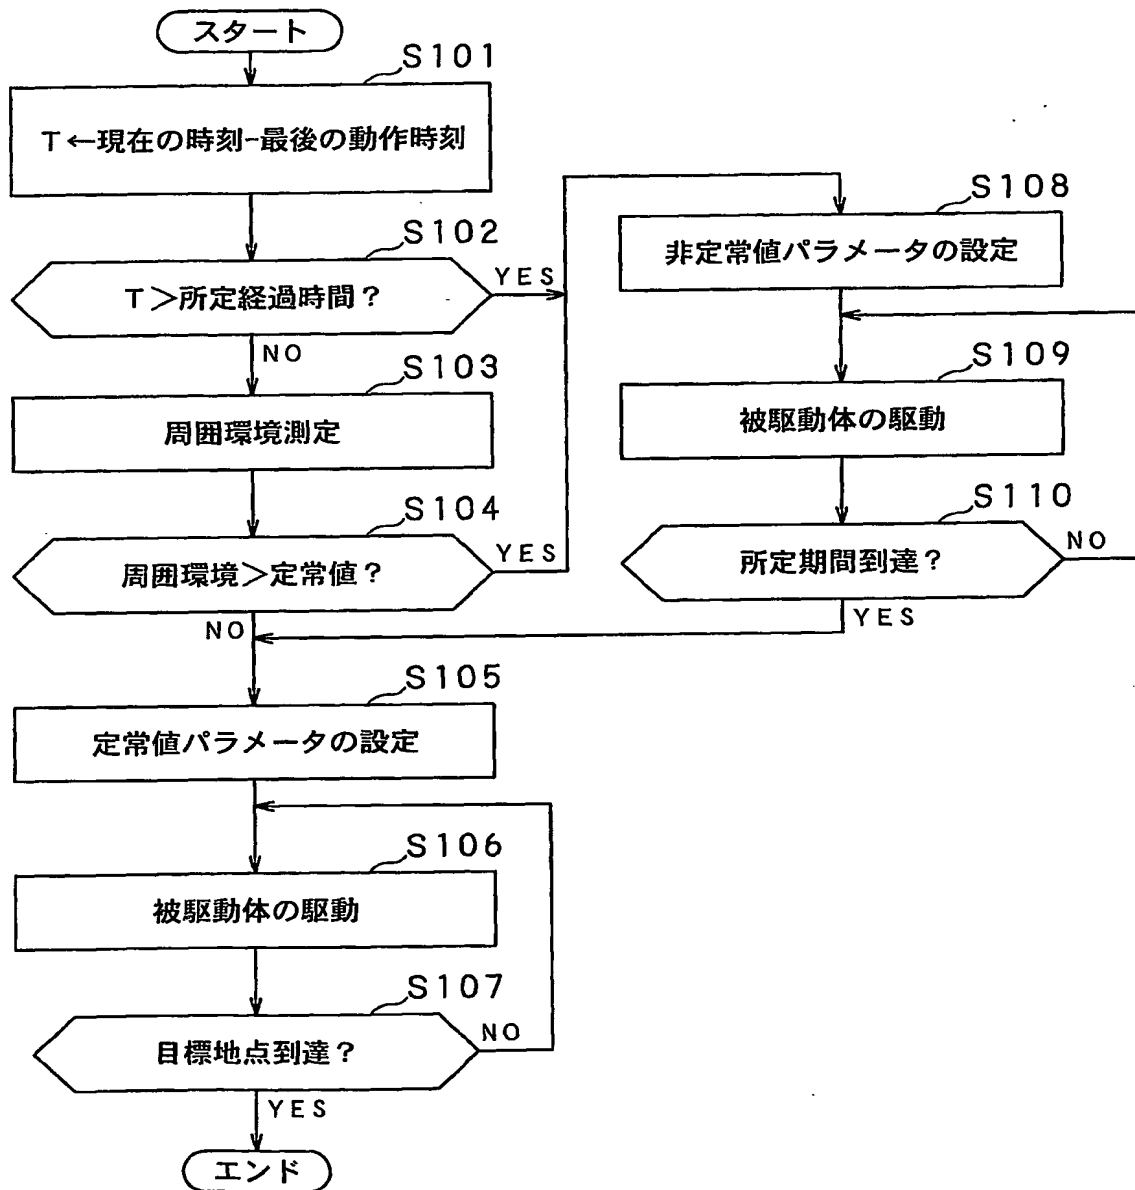 スタート
S101
T←現在の時刻-最後の動作時刻
S102
T>所定経過時間?
YES
NO
S103
周囲環境測定
S104
周囲環境>定常値?
YES
NO
S105
定常値パラメータの設定
S106
被駆動体の駆動
S107
目標地点到達?
NO
YES
エンド
S108
非定常値パラメータの設定
S109
被駆動体の駆動
S110
所定期間到達?
NO
YES